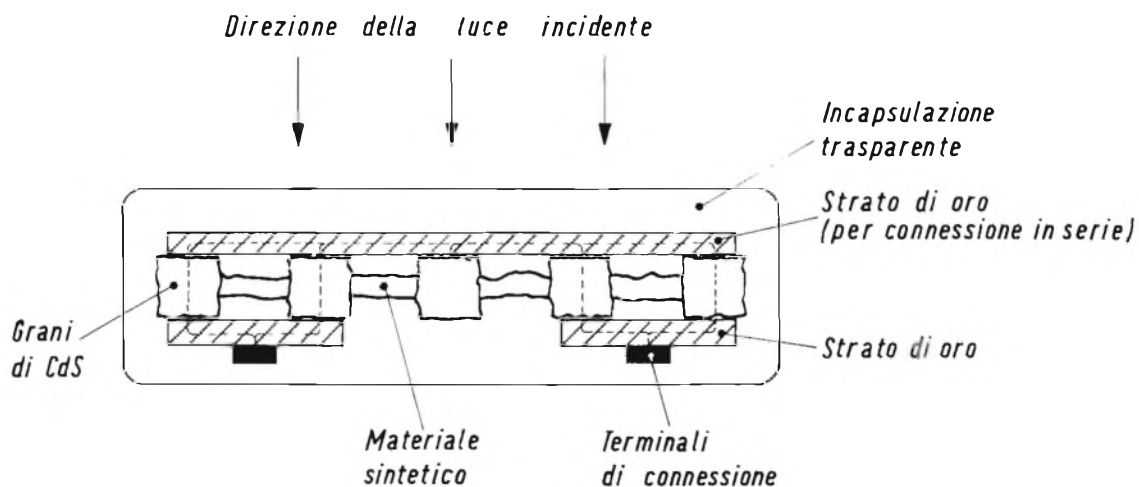 Direzione della luce incidente
Incapsulazione
trasparente
Strato di oro
(per connessione in serie)
Grani
di CdS
Strato di oro
Materiale
sintetico
Terminali
di connessione